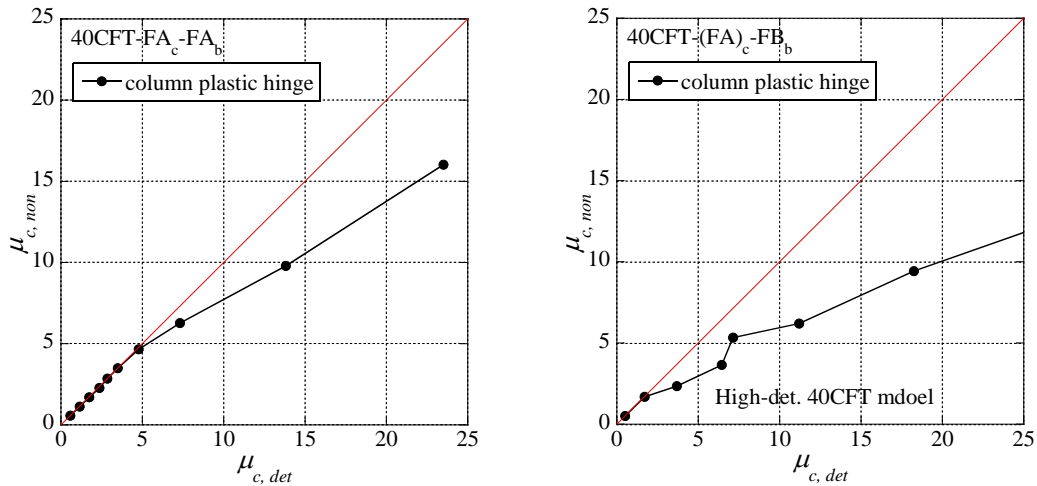 25
20
15
10
5
0
40CFT-FAc-FAb
column plastic hinge
μc, non
0 5 10 15 20 25
μc, det
25
20
15
10
5
0
40CFT-(FA)c-FBb
column plastic hinge
High-det. 40CFT mdoel
μc, non
0 5 10 15 20 25
μc, det